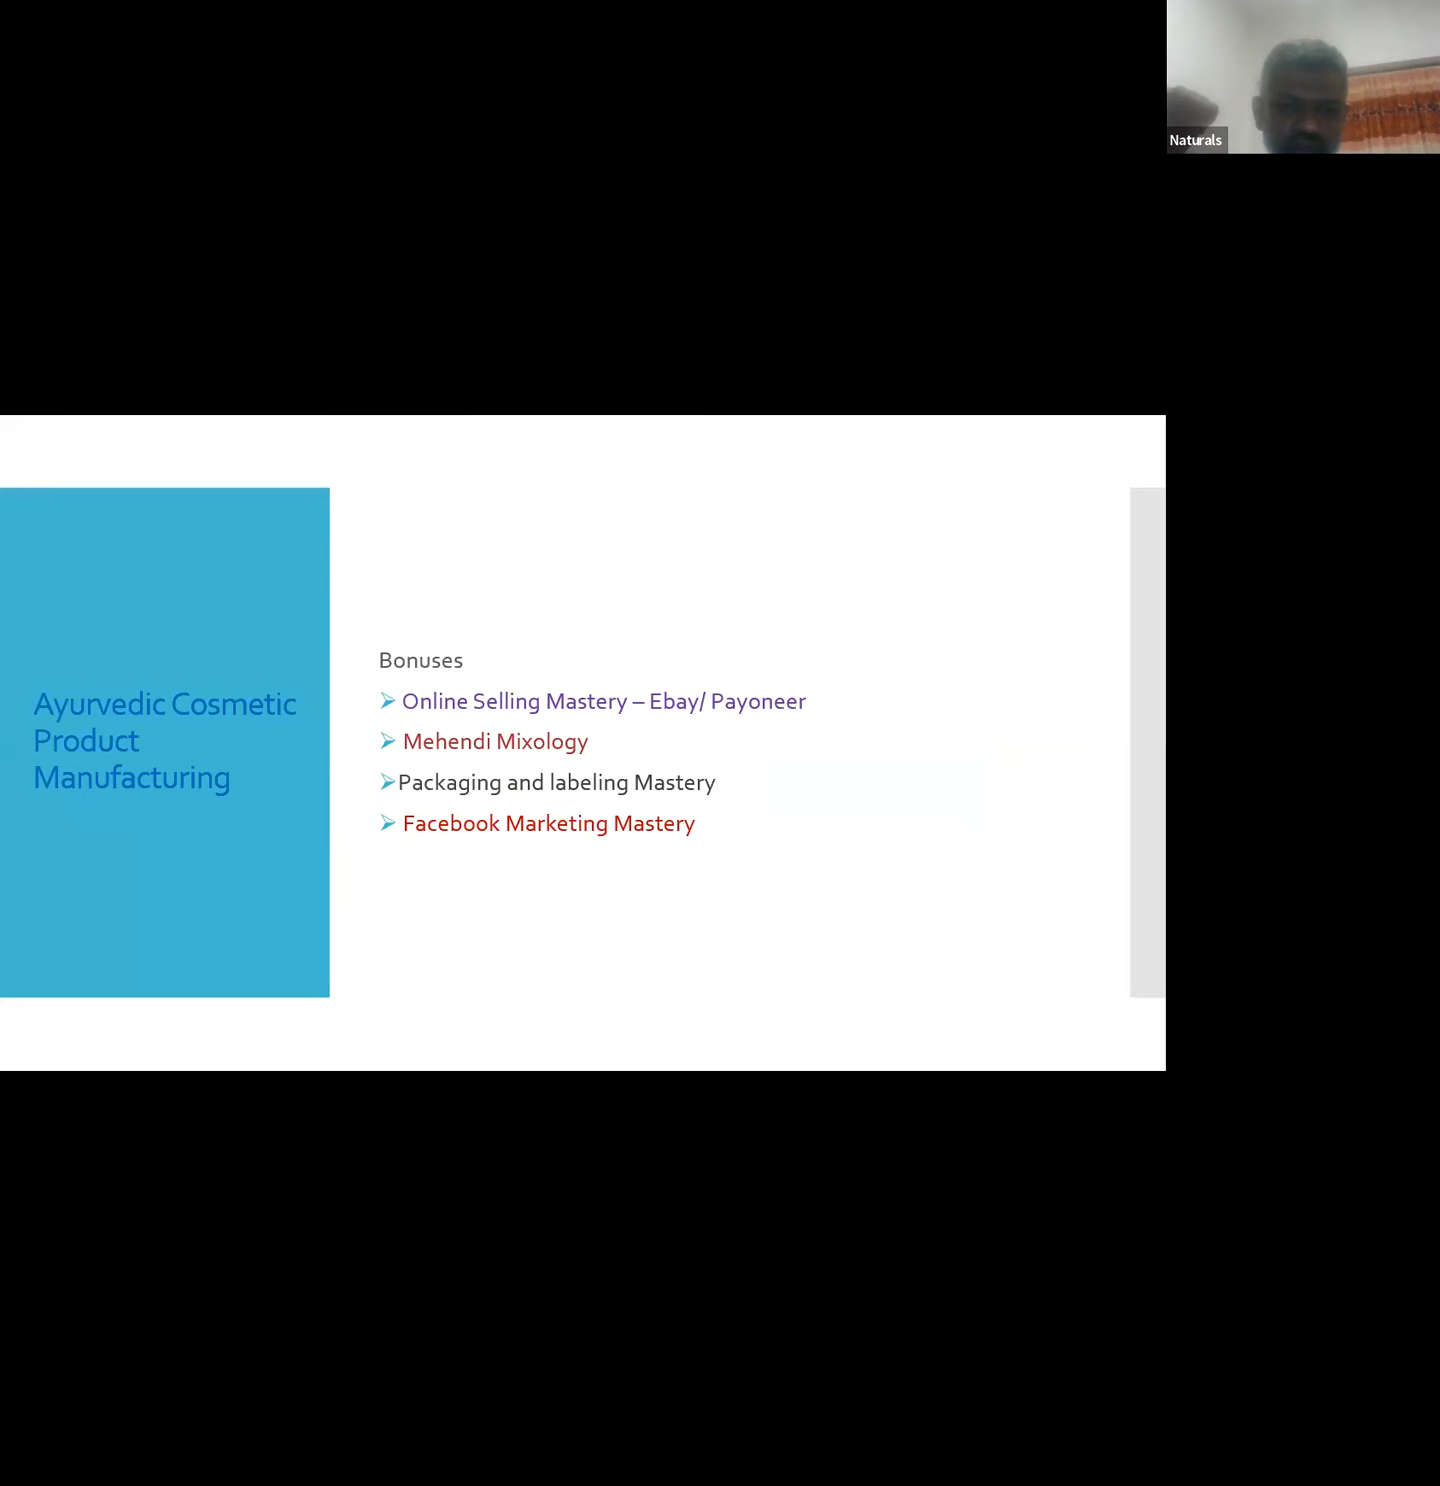 Naturals
Ayurvedic Cosmetic
Product
Manufacturing
Bonuses
➢ Online Selling Mastery – Ebay/ Payoneer
➢ Mehendi Mixology
➢Packaging and labeling Mastery
➢ Facebook Marketing Mastery